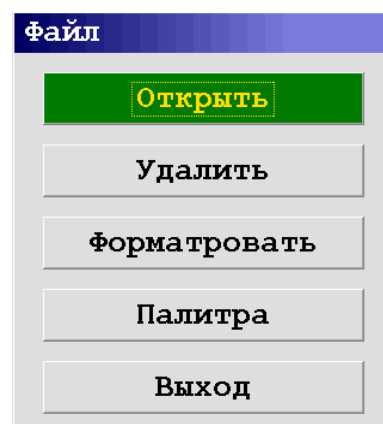 Файл
Открыть
Удалить
Форматровать
Палитра
Выход